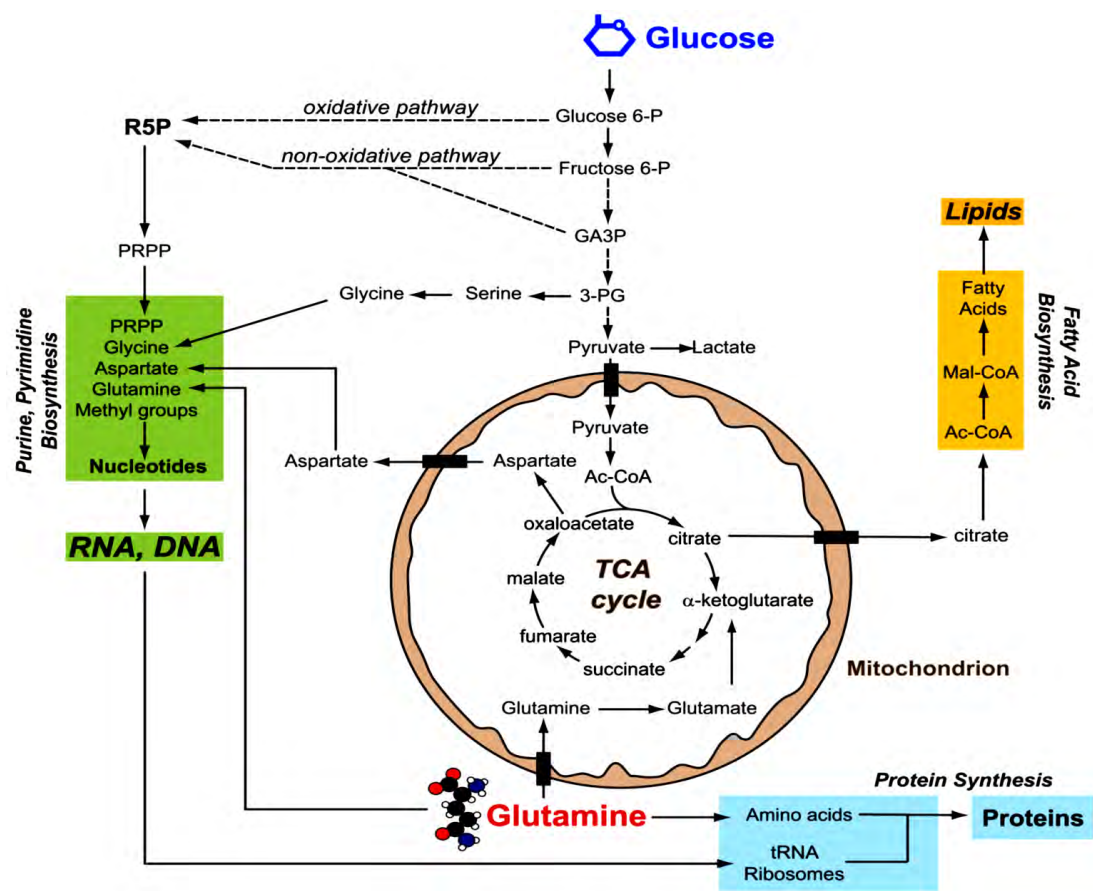 Glucose
oxidative pathway
Glucose 6-P
R5P
non-oxidative pathway
Fructose 6-P
Lipids
GA3P
PRPP
Glycine
Serine
3-PG
Fatty
Acids
Mal-CoA
Ac-CoA
Fatty Acid
Biosynthesis
Purine, Pyrimidine
Biosynthesis
PRPP
Glycine
Aspartate
Glutamine
Methyl groups
Nucleotides
Pyruvate
Lactate
Pyruvate
Aspartate
Aspartate
Ac-CoA
oxaloacetate
citrate
citrate
RNA, DNA
TCA
cycle
malate
α-ketoglutarate
fumarate
succinate
Mitochondrion
Glutamine
Glutamate
Protein Synthesis
Glutamine
Amino acids
Proteins
tRNA
Ribosomes